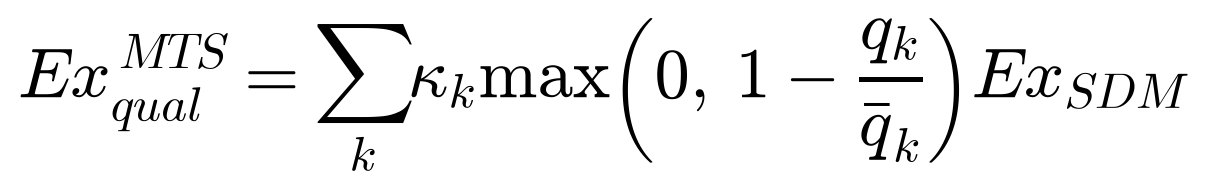 Ex_{qual}^{MTS} = \sum_k \kappa_k \max\left(0, 1 - \frac{q_k}{\bar{q}_k}\right) Ex_{SDM}